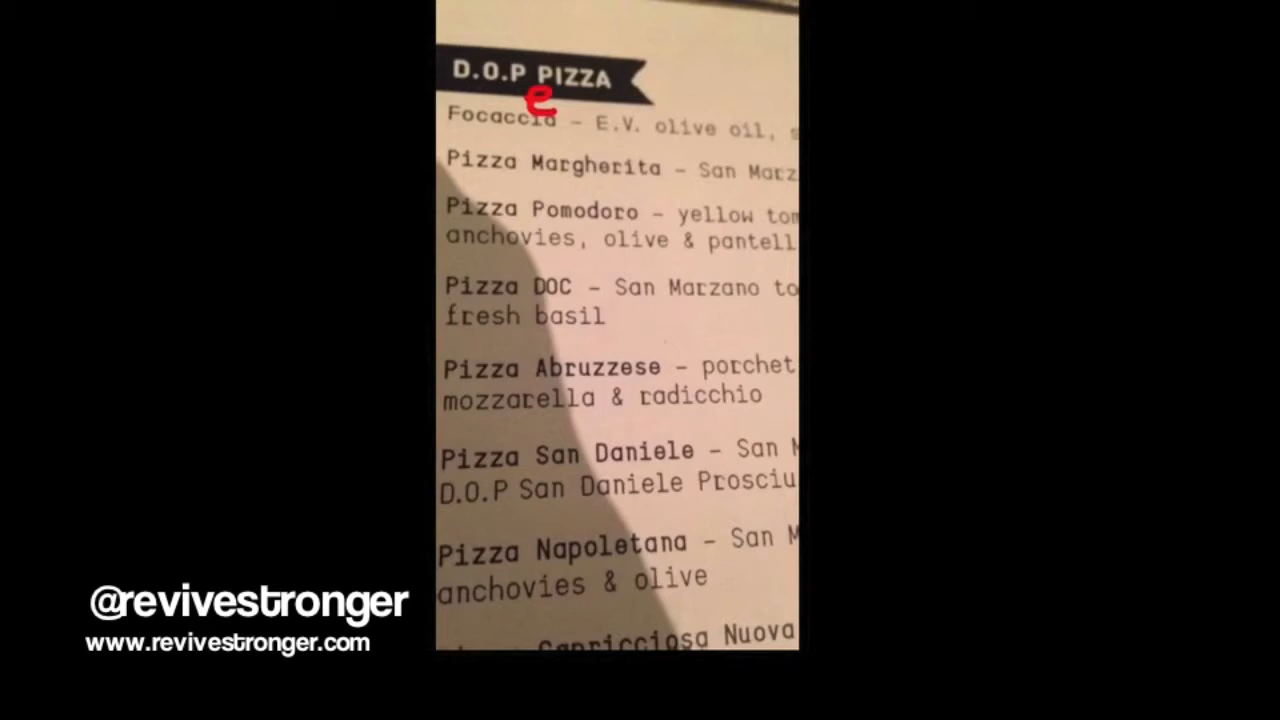 D.O.P PIZZA
e
Focaccia – E.V. olive oil,
Pizza Margherita – San
Pizza Pomodoro – yellow
anchovies, olive &
Pizza DOC – San Marzano
fresh basil
Pizza Abruzzese –
mozzarella & radicchio
Pizza San Daniele – San
D.O.P San Daniele
Pizza Napoletana – San
anchovies & olive
Capricciosa Nuova
@revivestronger
www.revivestronger.com